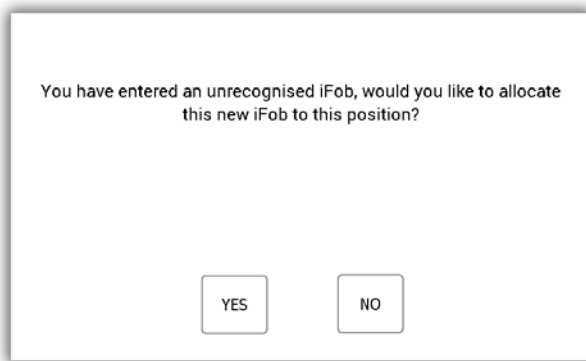 You have entered an unrecognised iFob, would you like to allocate
this new iFob to this position?
YES
NO